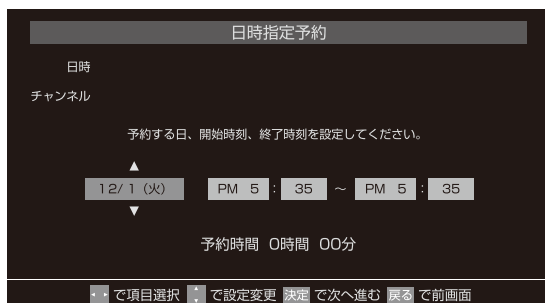 日時指定予約
日時
チャンネル
予約する日、開始時刻、終了時刻を設定してください。
▲
12/ 1 (火) PM 5 : 35 ～ PM 5 : 35
▼
予約時間 0時間 00分
で項目選択 で設定変更 決定 で次へ進む 戻る で前画面